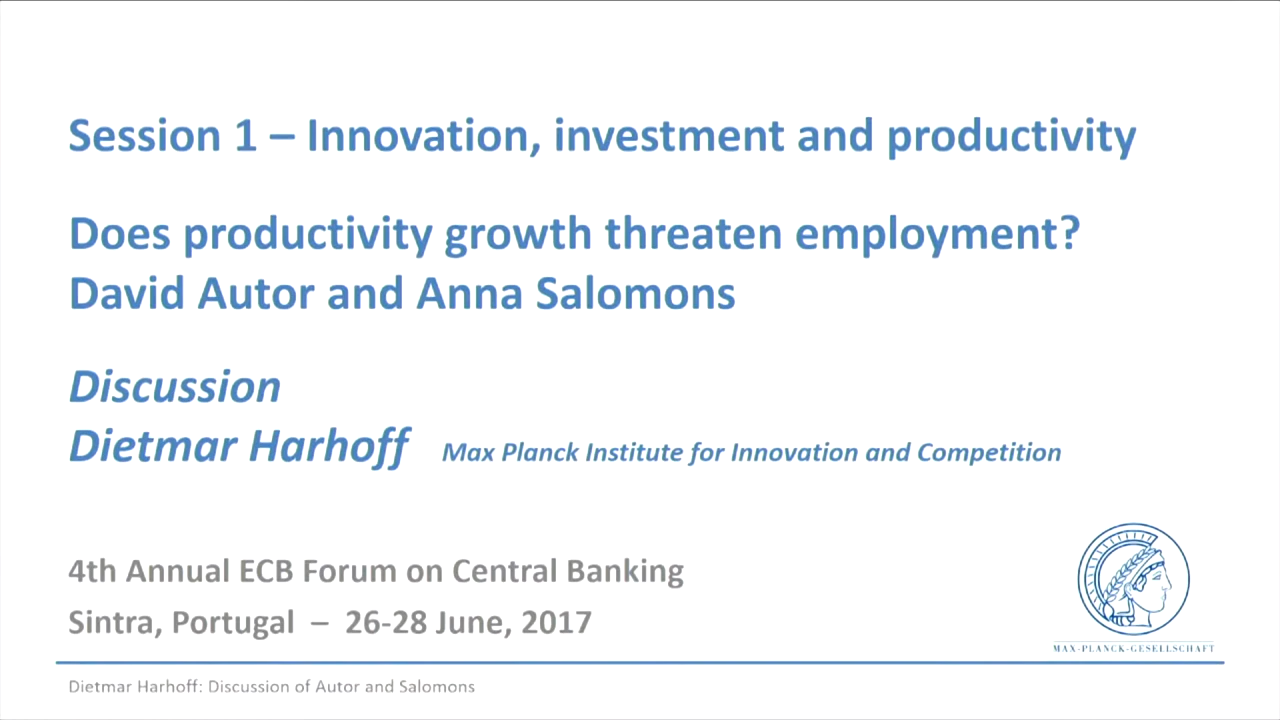 Session 1 – Innovation, investment and productivity
Does productivity growth threaten employment?
David Autor and Anna Salomons
Discussion
Dietmar Harhoff Max Planck Institute for Innovation and Competition
4th Annual ECB Forum on Central Banking
Sintra, Portugal – 26-28 June, 2017
MAX-PLANCK-GESELLSCHAFT
Dietmar Harhoff: Discussion of Autor and Salomons